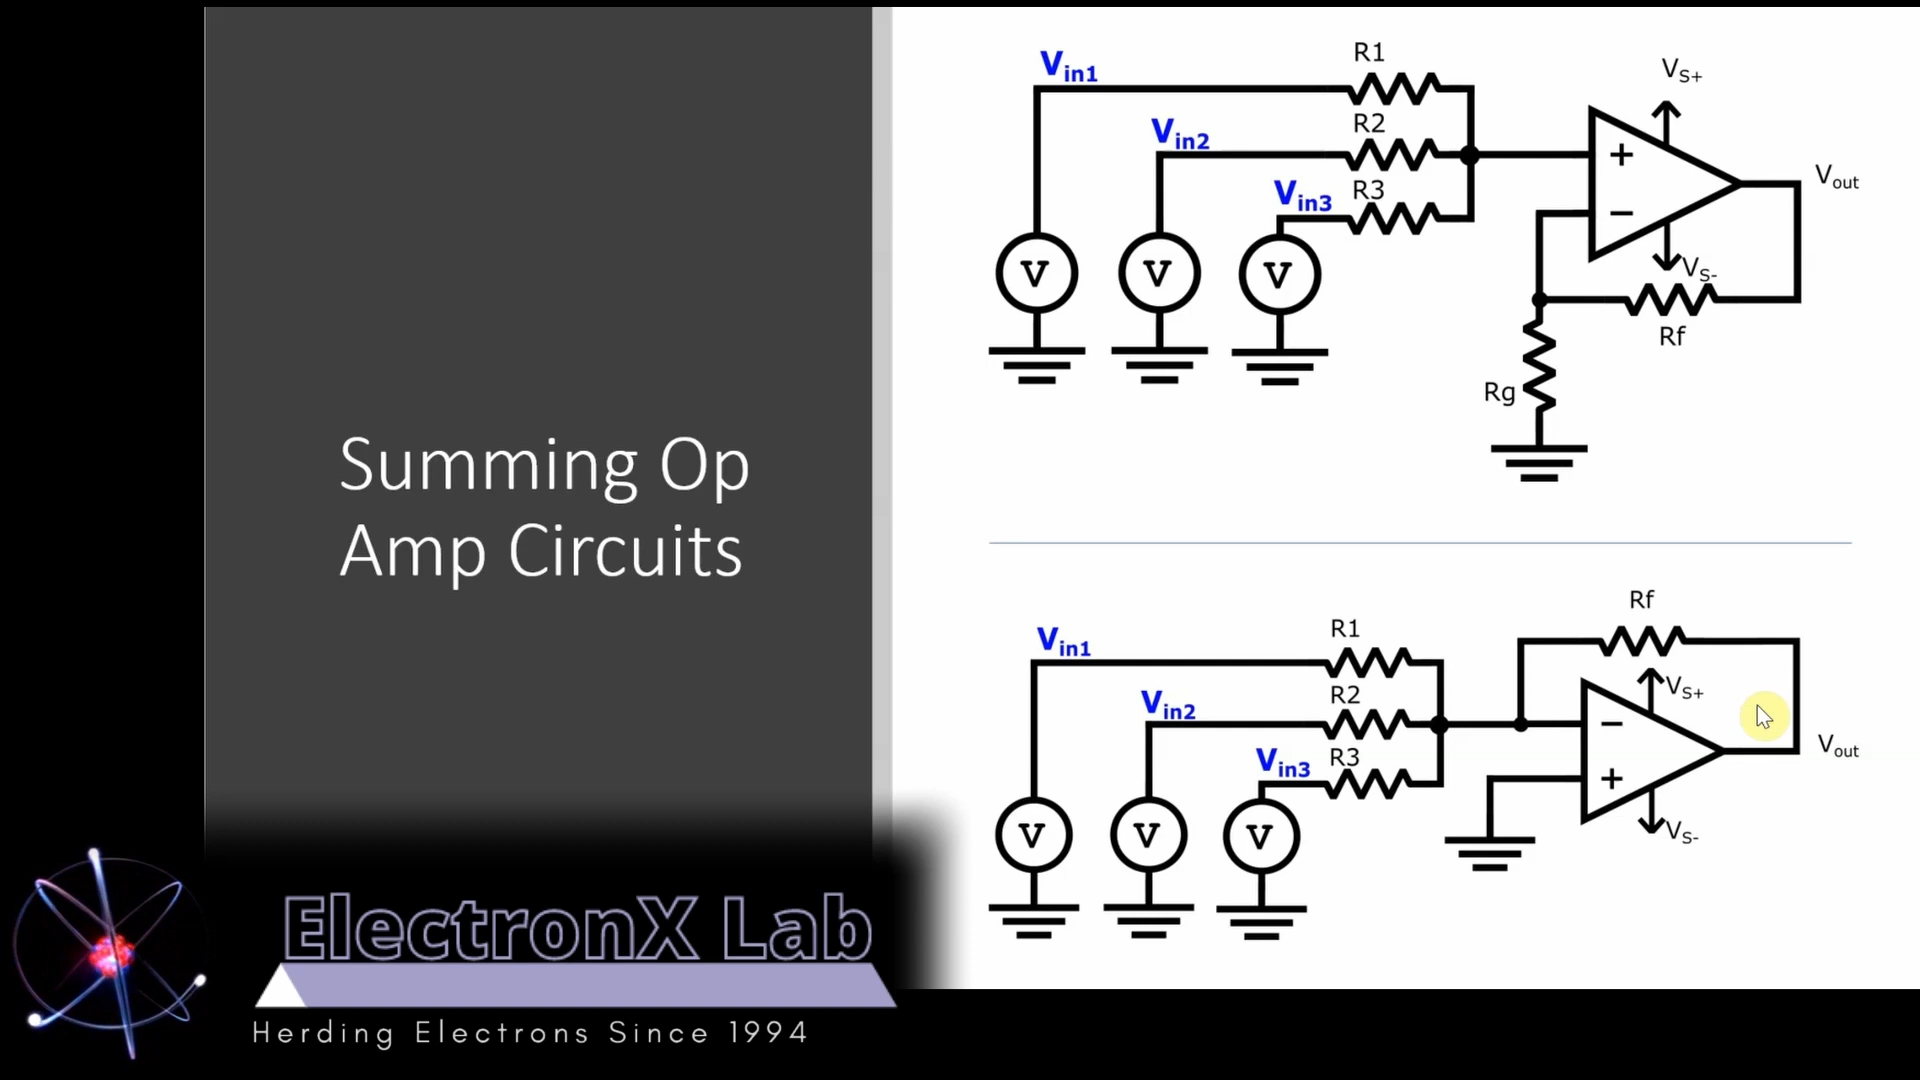 Summing Op
Amp Circuits
ElectronX Lab
Herding Electrons Since 1994
Vin1
R1
Vin2
R2
Vin3
R3
V
V
V
VS+
+
−
VS-
Vout
Rf
Rg
Rf
Vin1
R1
Vin2
R2
Vin3
R3
V
V
V
VS+
−
+
VS-
Vout